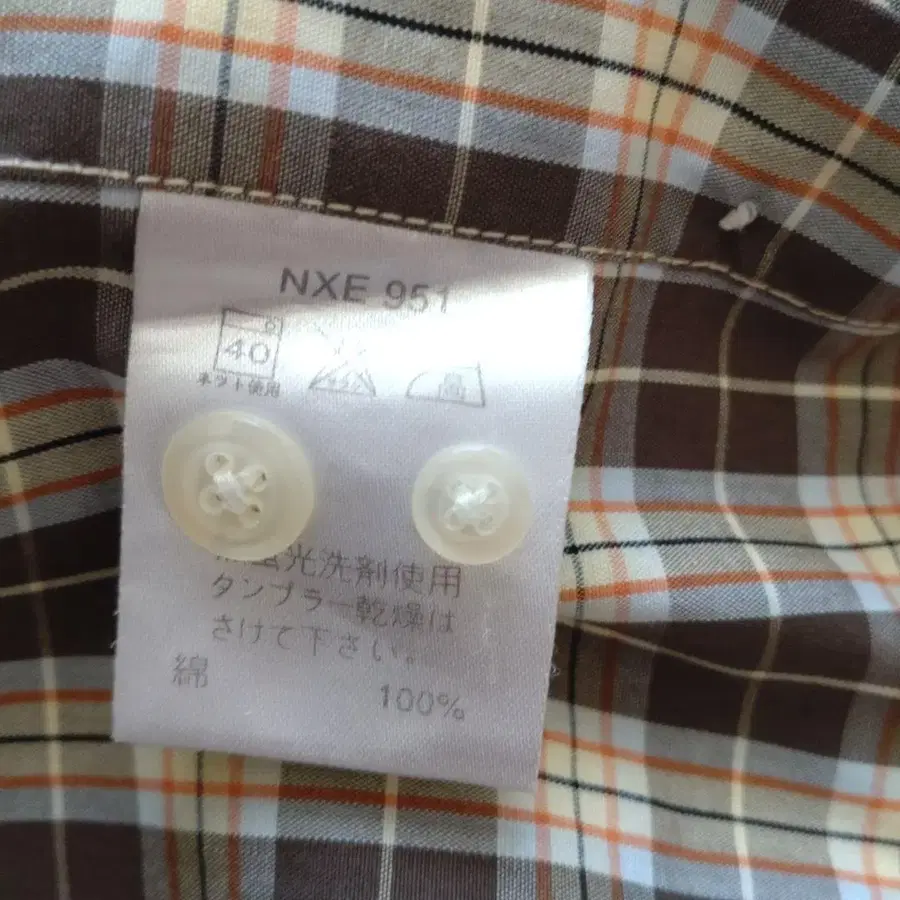 NXE 951
40
ネット使用
高
光洗剤使用
タンブラー乾燥は
さけて下さい。
綿 100%